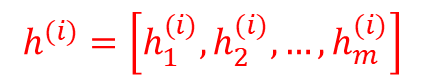 h^{(i)} = [h_1^{(i)}, h_2^{(i)}, ..., h_m^{(i)}]